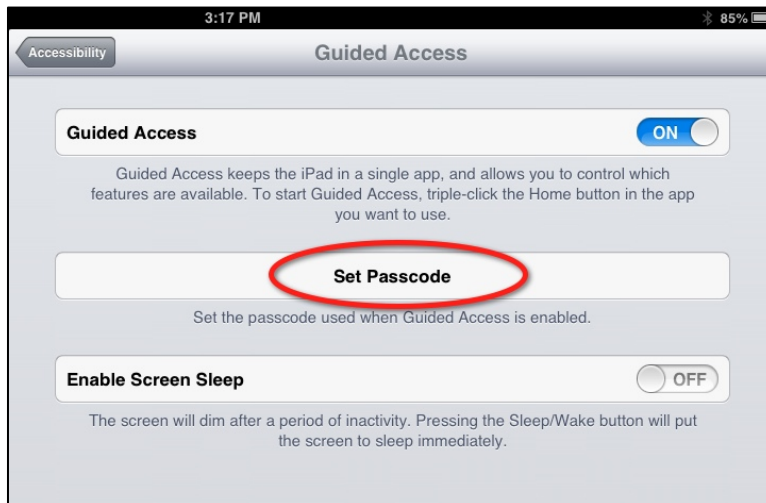 3:17 PM
85%
Accessibility
Guided Access
Guided Access
ON
Guided Access keeps the iPad in a single app, and allows you to control which
features are available. To start Guided Access, triple-click the Home button in the app
you want to use.
Set Passcode
Set the passcode used when Guided Access is enabled.
Enable Screen Sleep
OFF
The screen will dim after a period of inactivity. Pressing the Sleep/Wake button will put
the screen to sleep immediately.